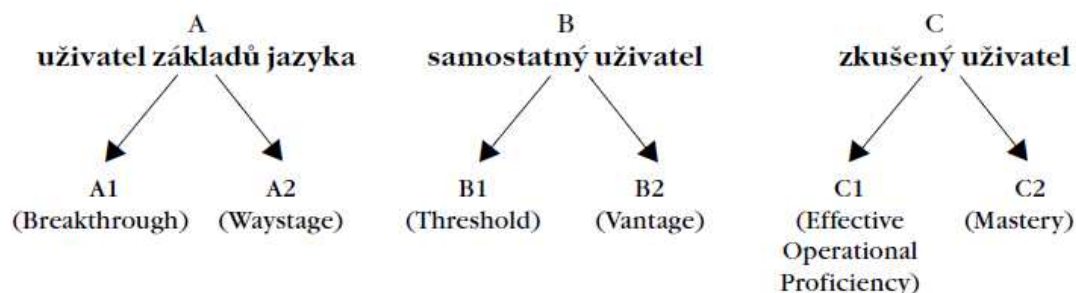 A B C
uživatel základů jazyka samostatný uživatel zkušený uživatel
A1 A2 B1 B2 C1 C2
(Breakthrough) (Waystage) (Threshold) (Vantage) (Effective (Mastery)
Operational
Proficiency)